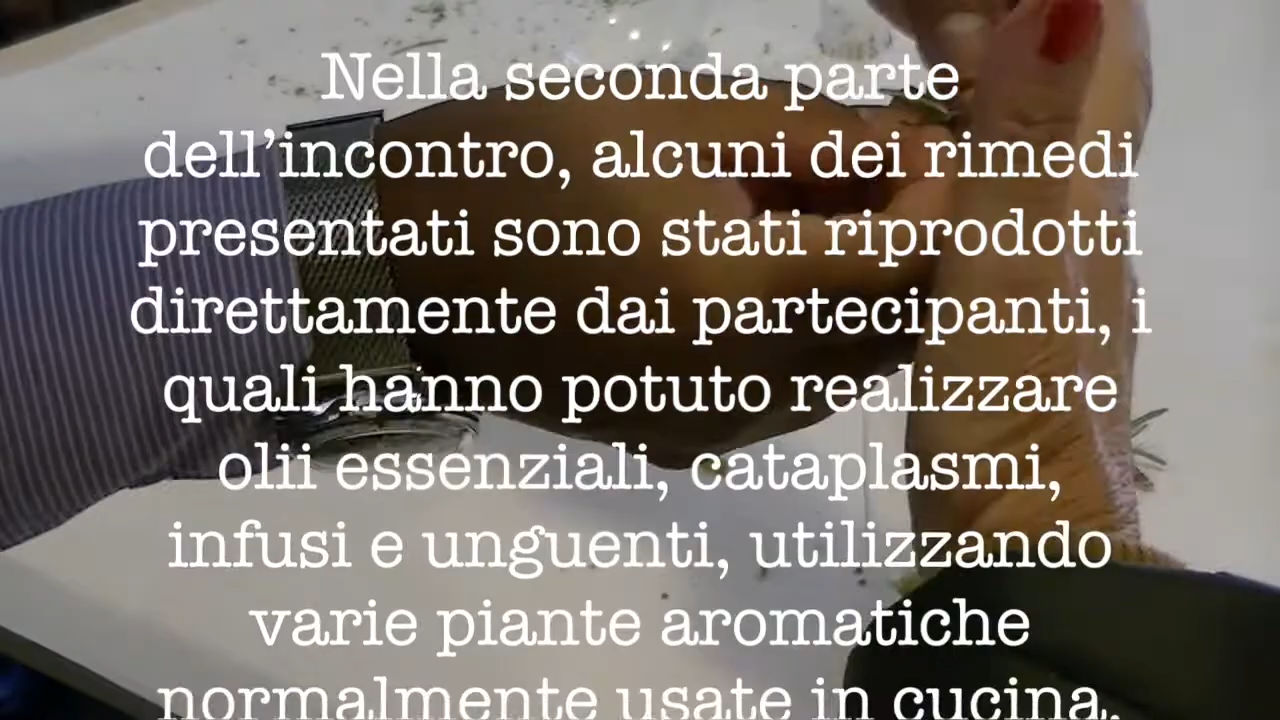 Nella seconda parte
dell’incontro, alcuni dei rimedi
presentati sono stati riprodotti
direttamente dai partecipanti, i
quali hanno potuto realizzare
olii essenziali, cataplasmi,
infusi e unguenti, utilizzando
varie piante aromatiche
normalmente usate in cucina.